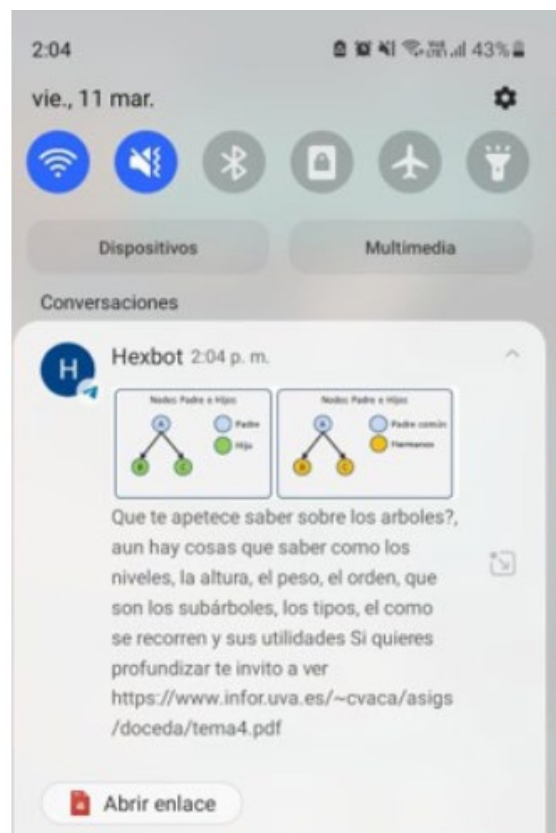 2:04
43%
vie., 11 mar.
Dispositivos
Multimedia
Conversaciones
H
Hexbot 2:04 p. m.
Nodos Padre e Hijos
A
Padre
Hijo
B
C
Nodos Padre e Hijos
A
Padre común
Hermanos
B
C
Que te apetece saber sobre los arboles?,
aun hay cosas que saber como los
niveles, la altura, el peso, el orden, que
son los subárboles, los tipos, el como
se recorren y sus utilidades Si quieres
profundizar te invito a ver
https://www.infor.uva.es/~cvaca/asigs
/doceda/tema4.pdf
Abrir enlace